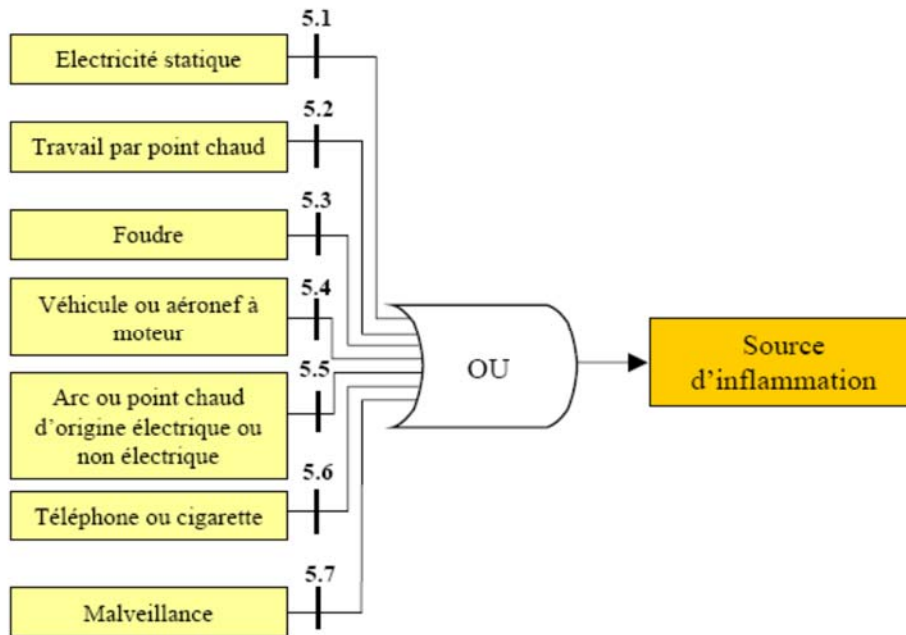 5.1
Electricité statique
5.2
Travail par point chaud
5.3
Foudre
5.4
Véhicule ou aéronef à
moteur
5.5
Arc ou point chaud
d'origine électrique ou
non électrique
5.6
Téléphone ou cigarette
5.7
Malveillance
OU
Source
d'inflammation